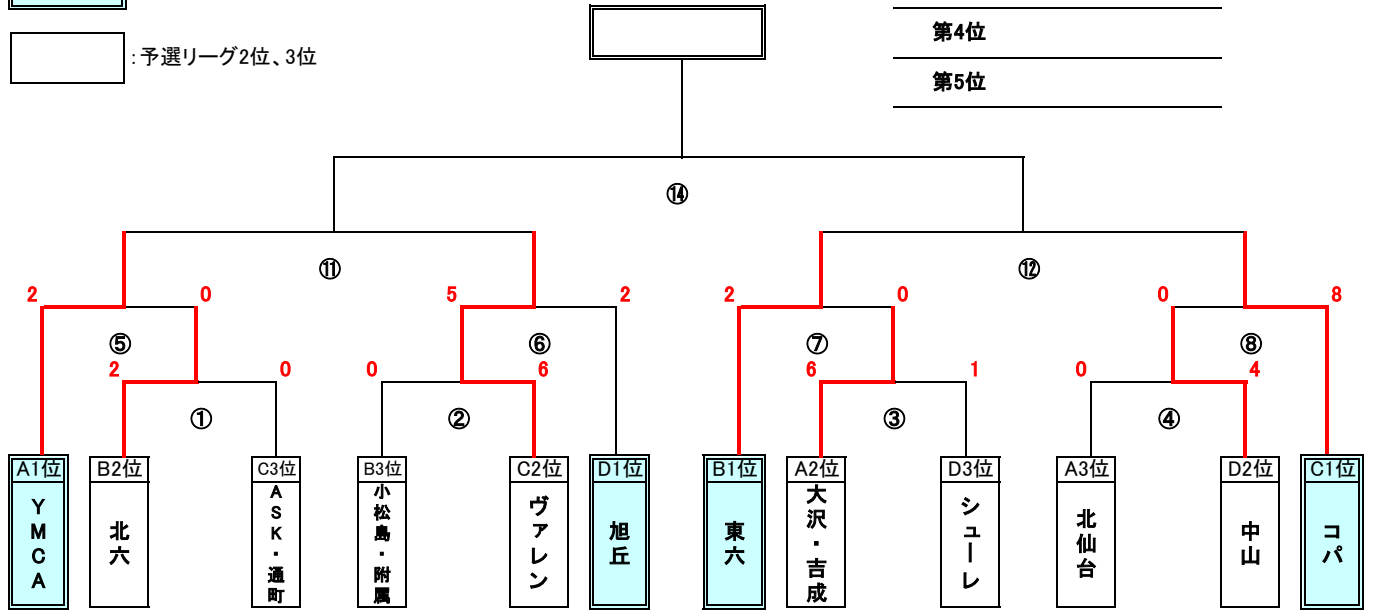 第4位
:予選リーグ2位、3位
第5位
⑭
⑪
⑫
2 0 5 2 2 0 0 8
⑤ ⑥ ⑦ ⑧
2 0 0 6 6 1 0 4
① ② ③ ④
A1位 B2位 C3位 B3位 C2位 D1位 B1位 A2位 D3位 A3位 D2位 C1位
YMCA
北六
ASK・通町
小松島・附属
ヴァレン
旭丘
東六
大沢・吉成
シューレ
北仙台
中山
コパ